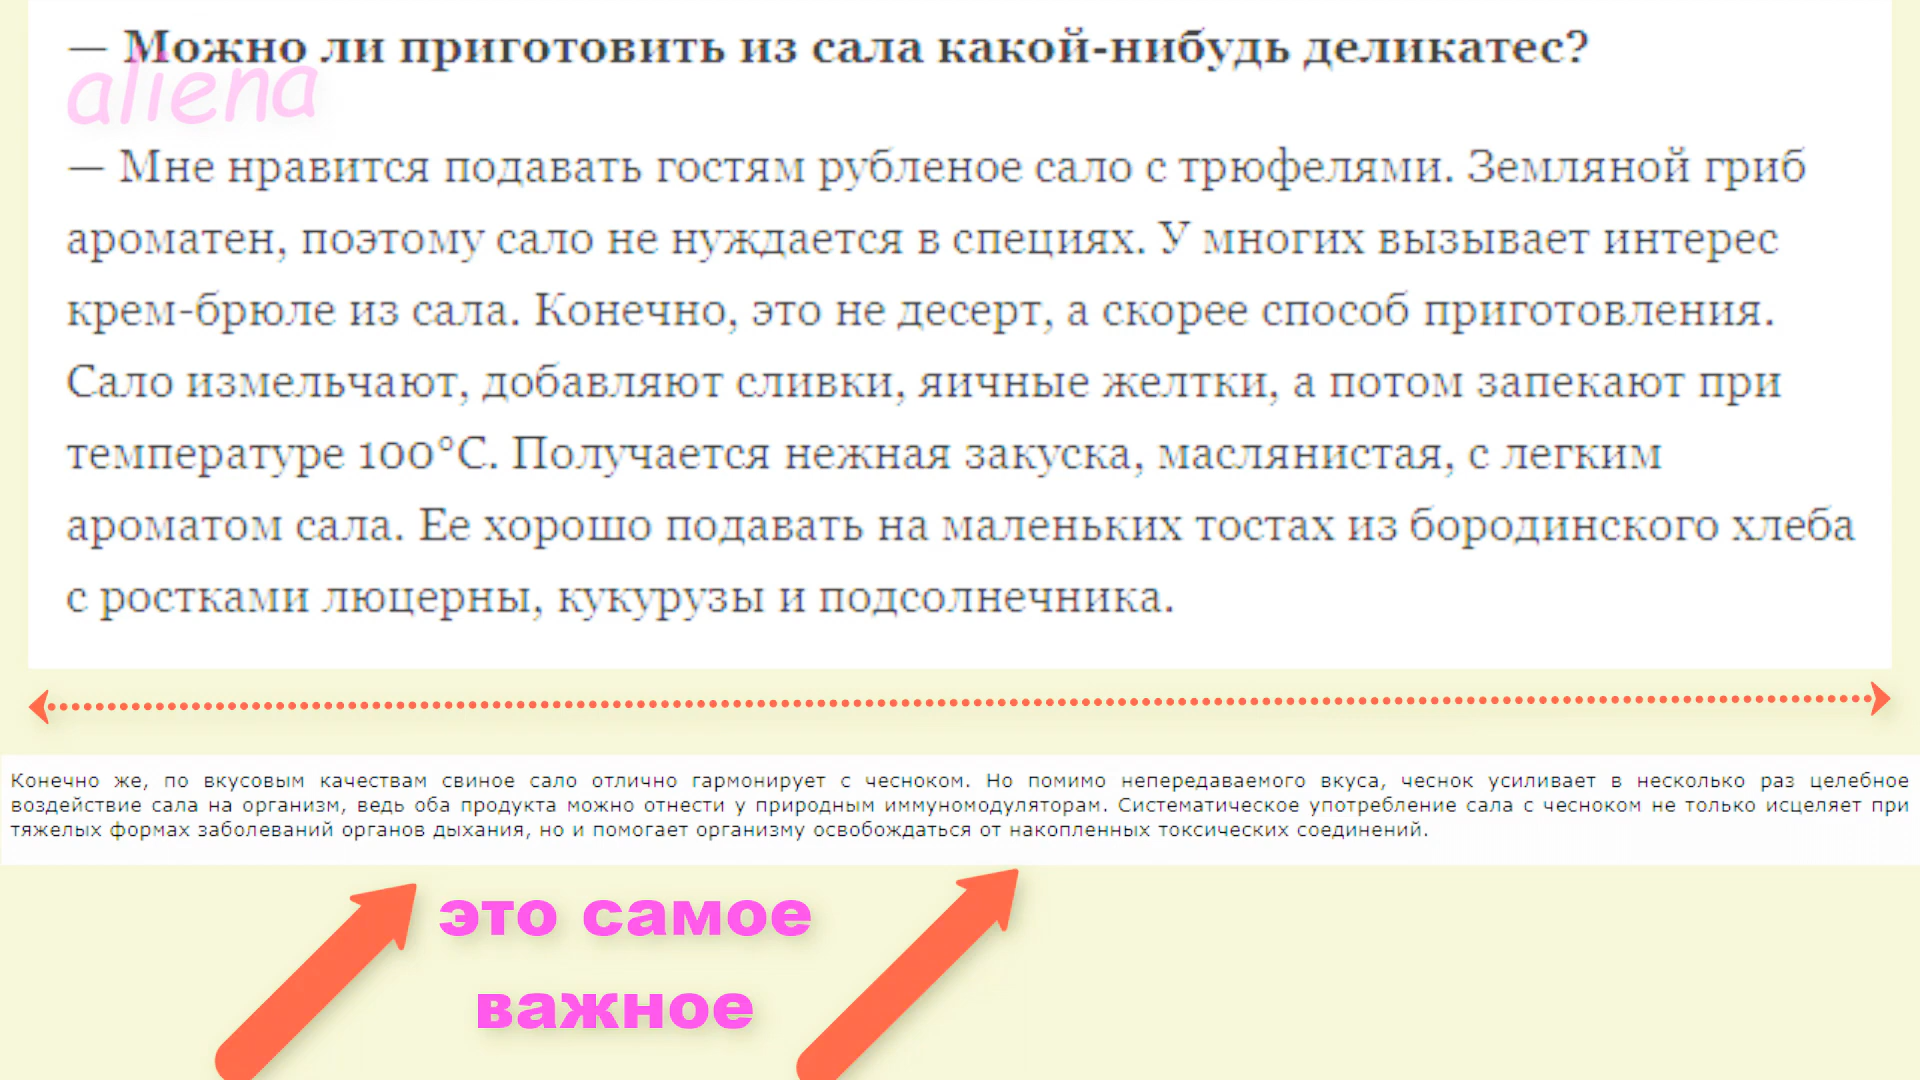 — Можно ли приготовить из сала какой-нибудь деликатес?
aliena
— Мне нравится подавать гостям рубленое сало с трюфелями. Земляной гриб
ароматен, поэтому сало не нуждается в специях. У многих вызывает интерес
крем-брюле из сала. Конечно, это не десерт, а скорее способ приготовления.
Сало измельчают, добавляют сливки, яичные желтки, а потом запекают при
температуре 100°С. Получается нежная закуска, маслянистая, с легким
ароматом сала. Ее хорошо подавать на маленьких тостах из бородинского хлеба
с ростками люцерны, кукурузы и подсолнечника.
Конечно же, по вкусовым качествам свиное сало отлично гармонирует с чесноком. Но помимо непередаваемого вкуса, чеснок усиливает в несколько раз целебное
воздействие сала на организм, ведь оба продукта можно отнести у природным иммуномодуляторам. Систематическое употребление сала с чесноком не только исцеляет при
тяжелых формах заболеваний органов дыхания, но и помогает организму освобождаться от накопленных токсических соединений.
это самое
важное